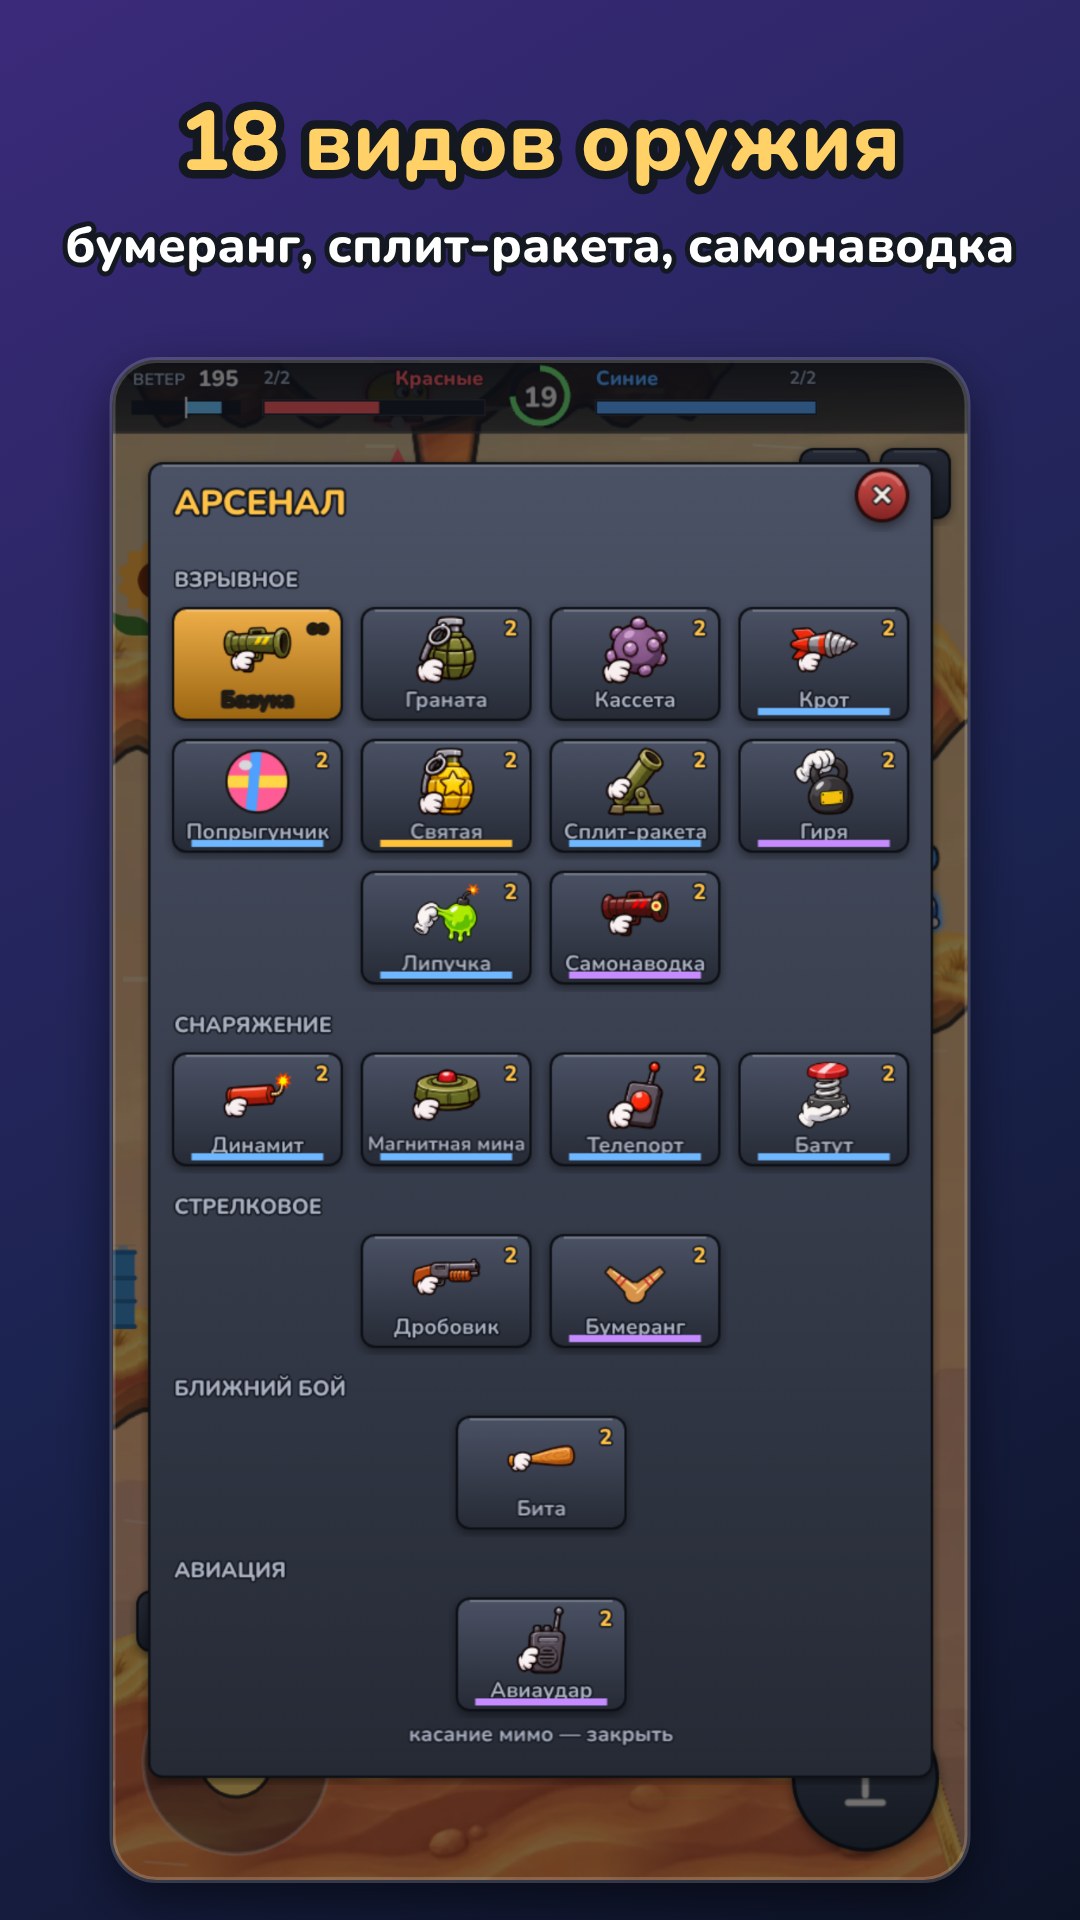 18 видов оружия
бумеранг, сплит-ракета, самонаводка
ВЕТЕР 195 2/2 Красные 19 Синие 2/2
АРСЕНАЛ
ВЗРЫВНОЕ
∞ 2 2 2
Базука Граната Кассета Крот
2 2 2 2
Попрыгунчик Святая Сплит-ракета Гиря
2 2
Липучка Самонаводка
СНАРЯЖЕНИЕ
2 2 2 2
Динамит Магнитная мина Телепорт Батут
СТРЕЛКОВОЕ
2 2
Дробовик Бумеранг
БЛИЖНИЙ БОЙ
2
Бита
АВИАЦИЯ
2
Авиаудар
касание мимо — закрыть